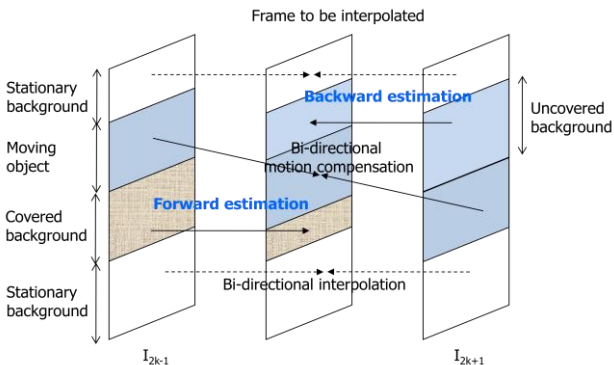 Frame to be interpolated
Stationary
background
Backward estimation
Uncovered
background
Moving
object
Bi-directional
motion compensation
Covered
background
Forward estimation
Stationary
background
Bi-directional interpolation
I2k-1
I2k+1